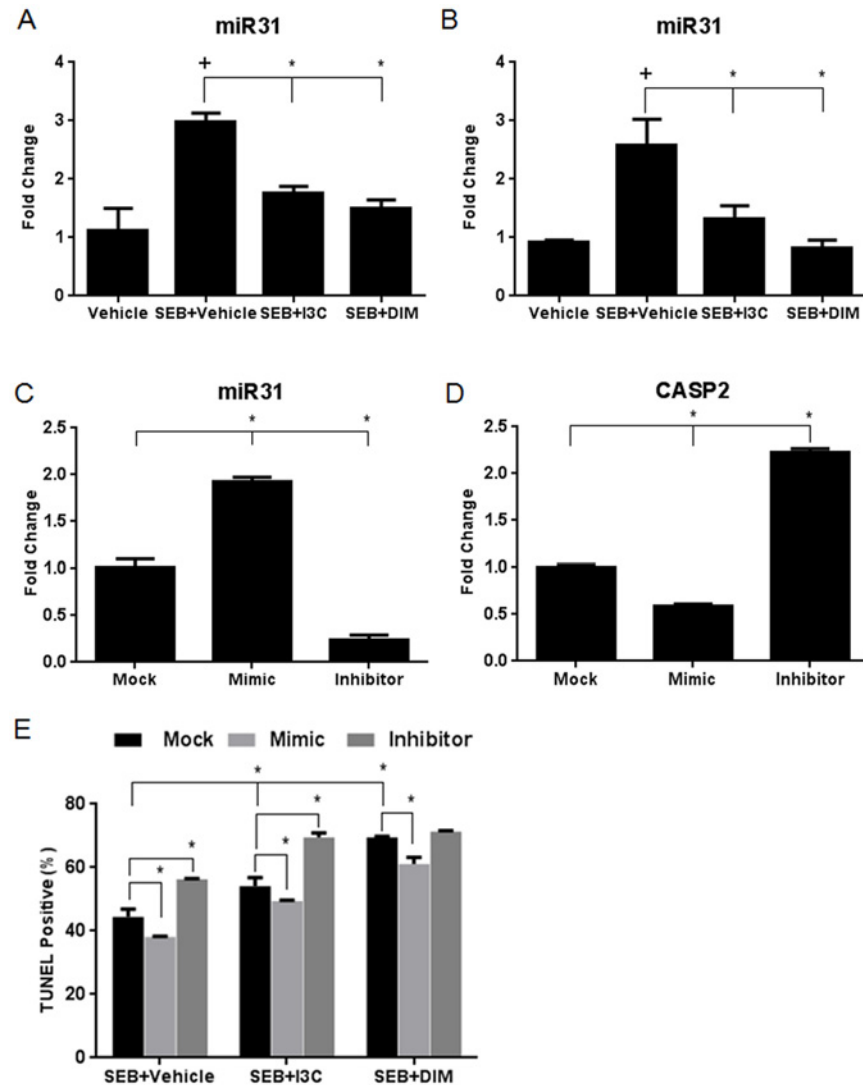 A
miR31
Fold Change
4
3
2
1
0
+
*
*
Vehicle SEB+Vehicle SEB+I3C SEB+DIM
B
miR31
Fold Change
4
3
2
1
0
+
*
*
Vehicle SEB+Vehicle SEB+I3C SEB+DIM
C
miR31
Fold Change
2.5
2.0
1.5
1.0
0.5
0.0
*
*
Mock Mimic Inhibitor
D
CASP2
Fold Change
2.5
2.0
1.5
1.0
0.5
0.0
*
*
Mock Mimic Inhibitor
E
Mock Mimic Inhibitor
TUNEL Positive (%)
80
60
40
20
0
*
*
*
*
*
*
*
SEB+Vehicle SEB+I3C SEB+DIM